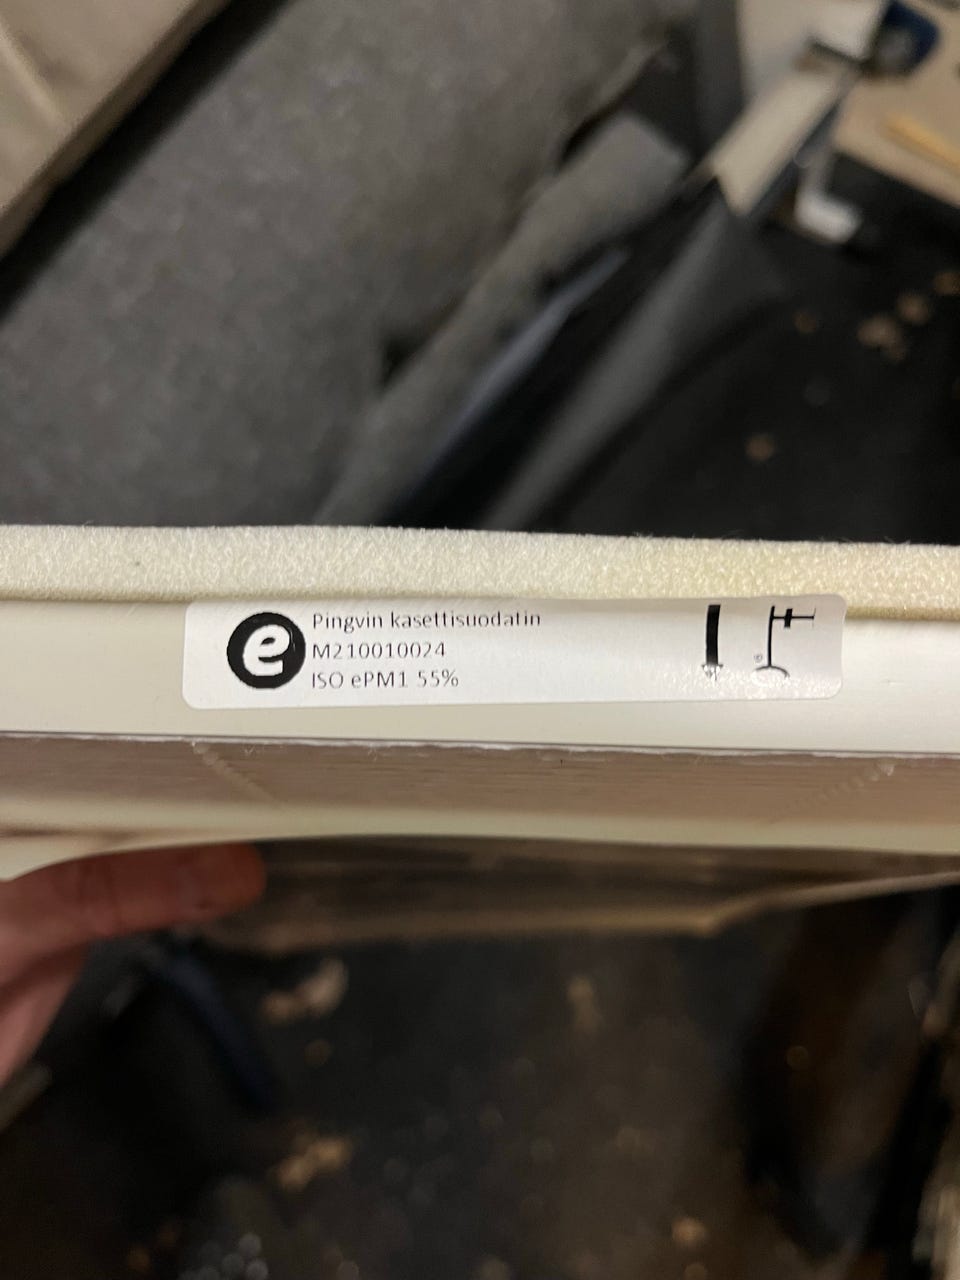 e
Pingvin kasettisuodatin
M210010024
ISO ePM1 55%